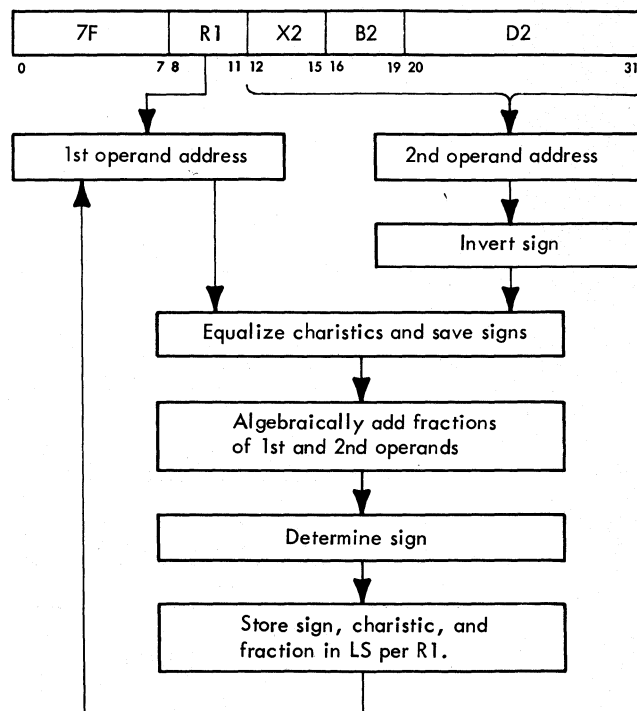 7F R1 X2 B2 D2
0 7 8 11 12 15 16 19 20 31
1st operand address
2nd operand address
Invert sign
Equalize charistics and save signs
Algebraically add fractions
of 1st and 2nd operands
Determine sign
Store sign, charistic, and
fraction in LS per R1.